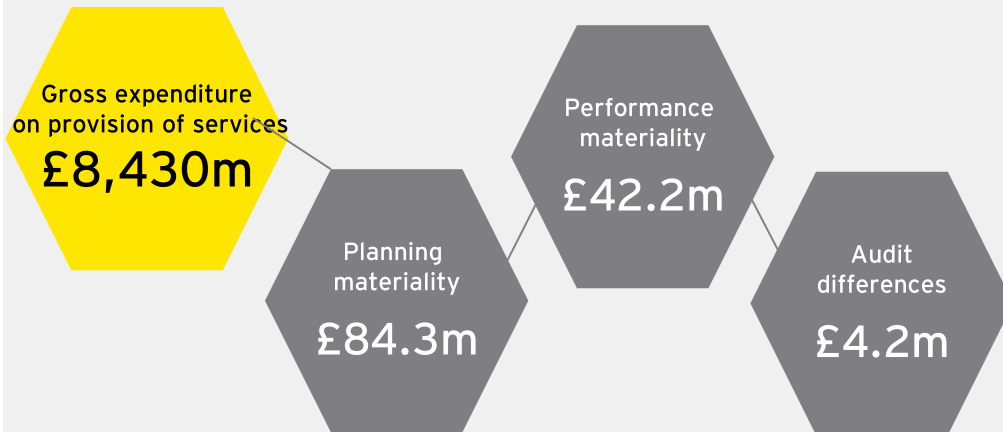 Gross expenditure
on provision of services
£8,430m
Planning
materiality
£84.3m
Performance
materiality
£42.2m
Audit
differences
£4.2m